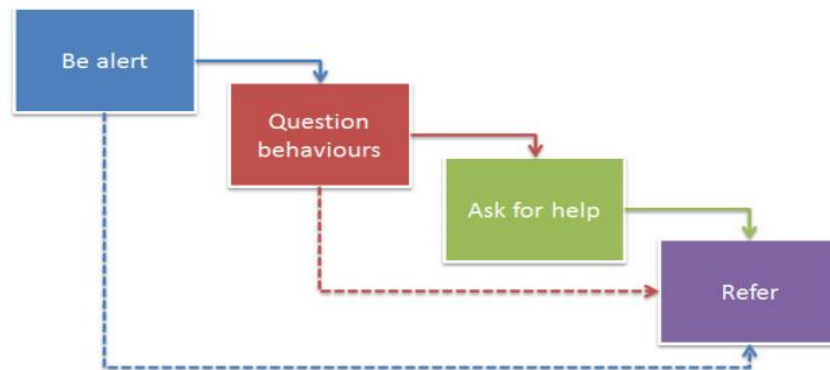 Be alert
Question
behaviours
Ask for help
Refer